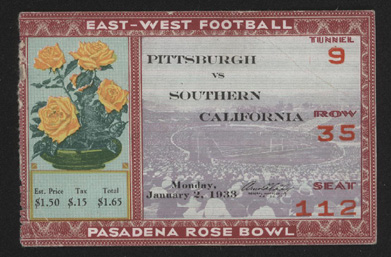 EAST-WEST FOOTBALL
TUNNEL
9
PITTSBURGH
VS
SOUTHERN
CALIFORNIA
ROW
35
Est. Price Tax Total
$1.50 $.15 $1.65
Monday,
January 2, 1933
SEAT
112
PASADENA ROSE BOWL